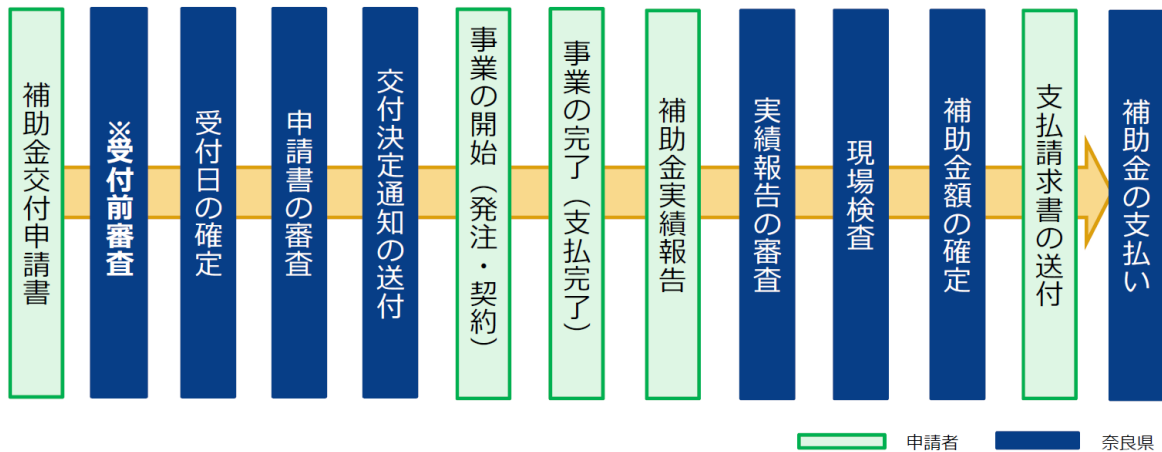 補助金交付申請書
※受付前審査
受付日の確定
申請書の審査
交付決定通知の送付
事業の開始（発注・契約）
事業の完了（支払完了）
補助金実績報告
実績報告の審査
現場検査
補助金額の確定
支払請求書の送付
補助金の支払い
申請者
奈良県